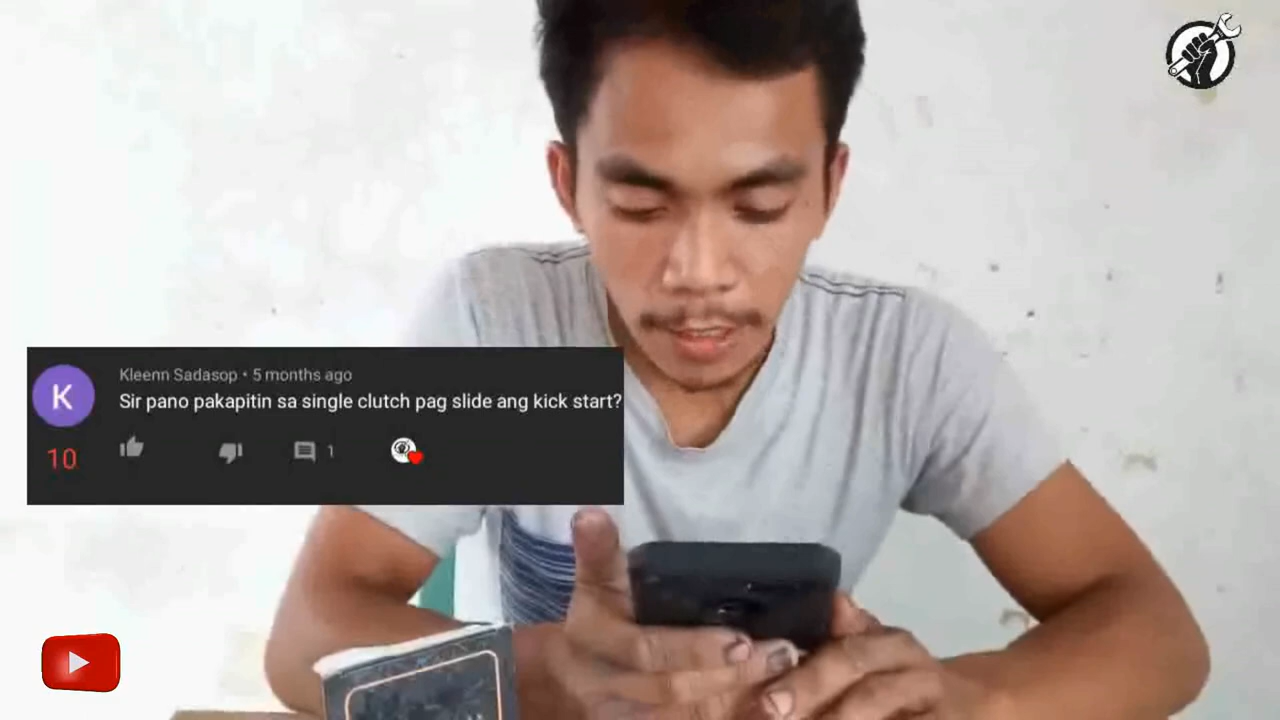 K
Kleenn Sadasop • 5 months ago
Sir pano pakapitin sa single clutch pag slide ang kick start?
1
10